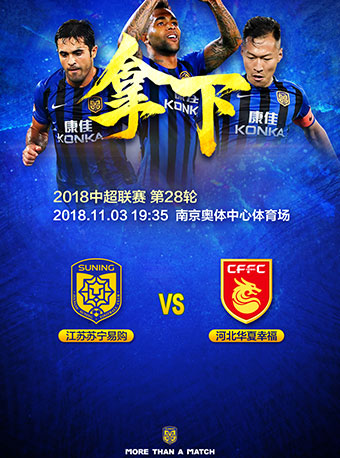 康佳
KONKA
KONKA
康佳
KONKA
拿下
2018中超联赛 第28轮
2018.11.03 19:35 南京奥体中心体育场
SUNING
CFFC
VS
江苏苏宁易购
河北华夏幸福
MORE THAN A MATCH